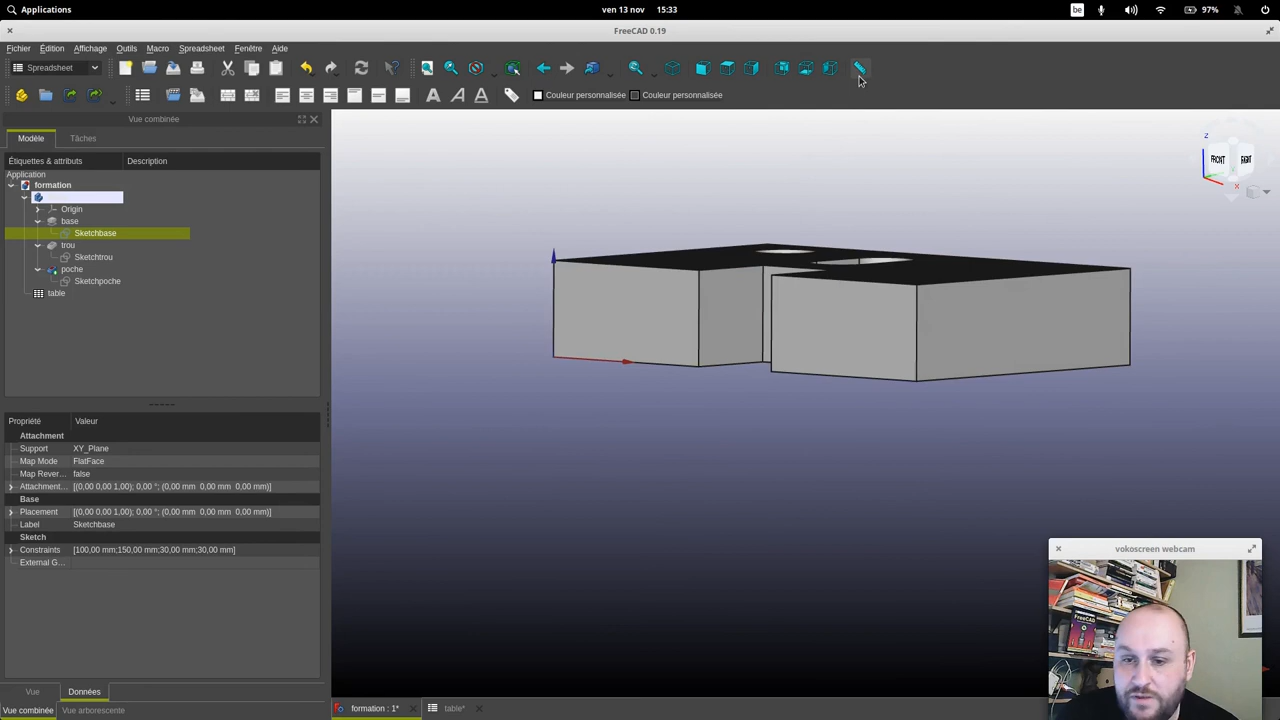 Applications
ven 13 nov 15:33
be
97%
FreeCAD 0.19
Fichier Édition Affichage Outils Macro Spreadsheet Fenêtre Aide
Spreadsheet
A A A Couleur personnalisée Couleur personnalisée
Vue combinée
Modèle Tâches
Étiquettes & attributs Description
Application
formation
Origin
base
Sketchbase
trou
Sketchtrou
poche
Sketchpoche
table
Z
FRONT RIGHT
X
Propriété Valeur
Attachment
Support XY_Plane
Map Mode FlatFace
Map Rever… false
Attachment… [(0,00 0,00 1,00); 0,00 °; (0,00 mm 0,00 mm 0,00 mm)]
Base
Placement [(0,00 0,00 1,00); 0,00 °; (0,00 mm 0,00 mm 0,00 mm)]
Label Sketchbase
Sketch
Constraints [100,00 mm;150,00 mm;30,00 mm;30,00 mm]
External G…
vokoscreen webcam
FreeCAD
Vue Données
Vue combinée Vue arborescente
formation : 1* table*